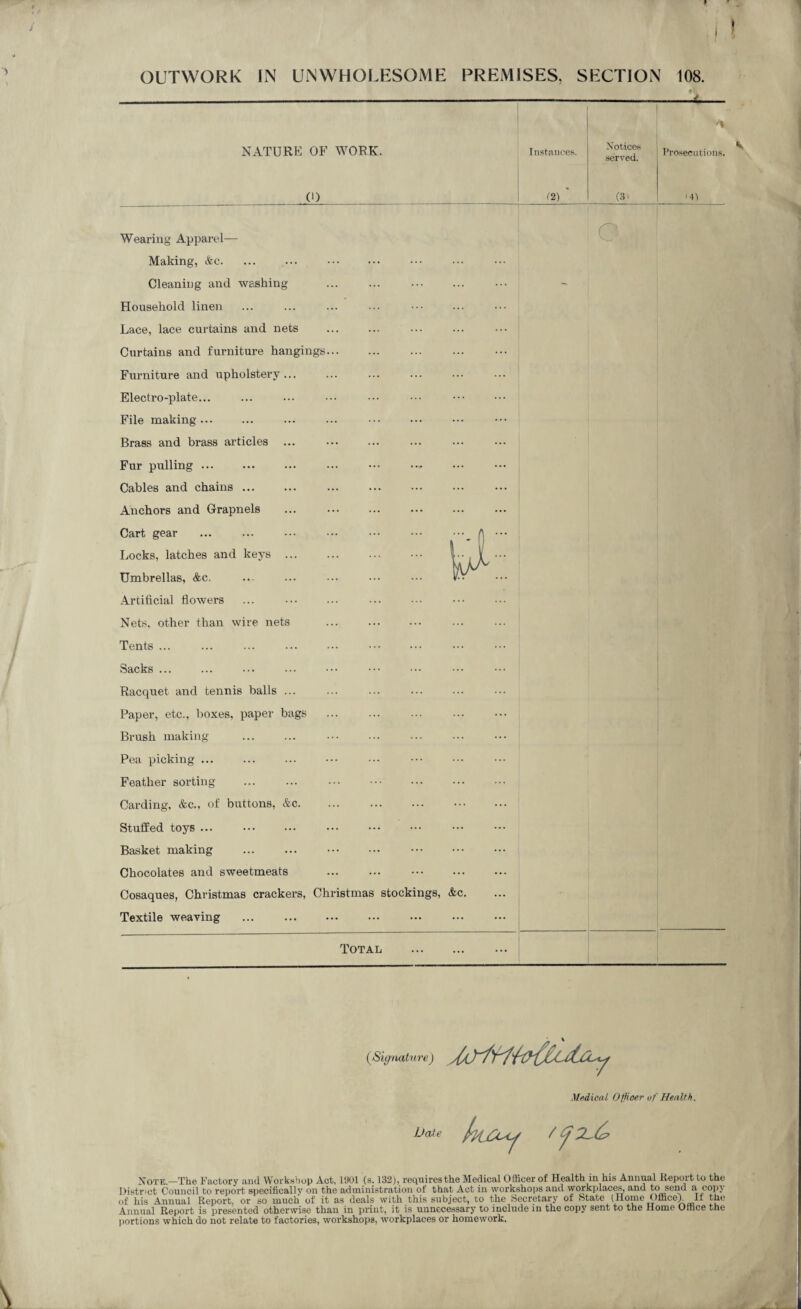 OUTWORK IN UNWHOLESOME PREMISES, SECTION 108.
NATURE OF WORK. Instances. Notices served. Prosecutions.
(1) (2) (3) (4)
Wearing Apparel—
Making, &c. ... ... ... ... ... ... ...
Cleaning and washing ... ... ... ... ...
Household linen ... ... ... ... ... ... ...
Lace, lace curtains and nets ... ... ... ... ...
Curtains and furniture hangings... ... ... ... ...
Furniture and upholstery... ... ... ... ... ...
Electro-plate... ... ... ... ... ... ... ...
File making ... ... ... ... ... ... ... ...
Brass and brass articles ... ... ... ... ... ...
Fur pulling ... ... ... ... ... ... ... ...
Cables and chains ... ... ... ... ... ... ...
Anchors and Grapnels ... ... ... ... ... ...
Cart gear ... ... ... ... ... ... ... ...
Locks, latches and keys ... ... ... ... ... ...
Umbrellas, &c. ... ... ... ... ... ... ...
Nil
Artificial flowers ... ... ... ... ... ... ...
Nets, other than wire nets ... ... ... ... ...
Tents ... ... ... ... ... ... ... ... ...
Sacks ... ... ... ... ... ... ... ... ...
Racquet and tennis balls ... ... ... ... ... ...
Paper, etc., boxes, paper bags ... ... ... ... ...
Brush making ... ... ... ... ... ... ...
Pea picking ... ... ... ... ... ... ... ...
Feather sorting ... ... ... ... ... ... ...
Carding, &c., of buttons, &c. ... ... ... ... ...
Stuffed toys ... ... ... ... ... ... ... ...
Basket making ... ... ... ... ... ... ...
Chocolates and sweetmeats ... ... ... ... ...
Cosaques, Christmas crackers, Christmas stockings, &c. ...
Textile weaving ... ... ... ... ... ... ...
TOTAL ... ... ...
(Signature) Holliday
Medical Officer of Health.
Date May 1926
NOTE.—The Factory and Workshop Act, 1901 (s. 132), requires the Medical Officer of Health in his Annual Report to the
District Council to report specifically on the administration of that Act in workshops and workplaces, and to send a copy
of his Annual Report, or so much of it as deals with this subject, to the Secretary of State (Home Office). If the
Annual Report is presented otherwise than in print, it is unnecessary to include in the copy sent to the Home Office the
portions which do not relate to factories, workshops, workplaces or homework.